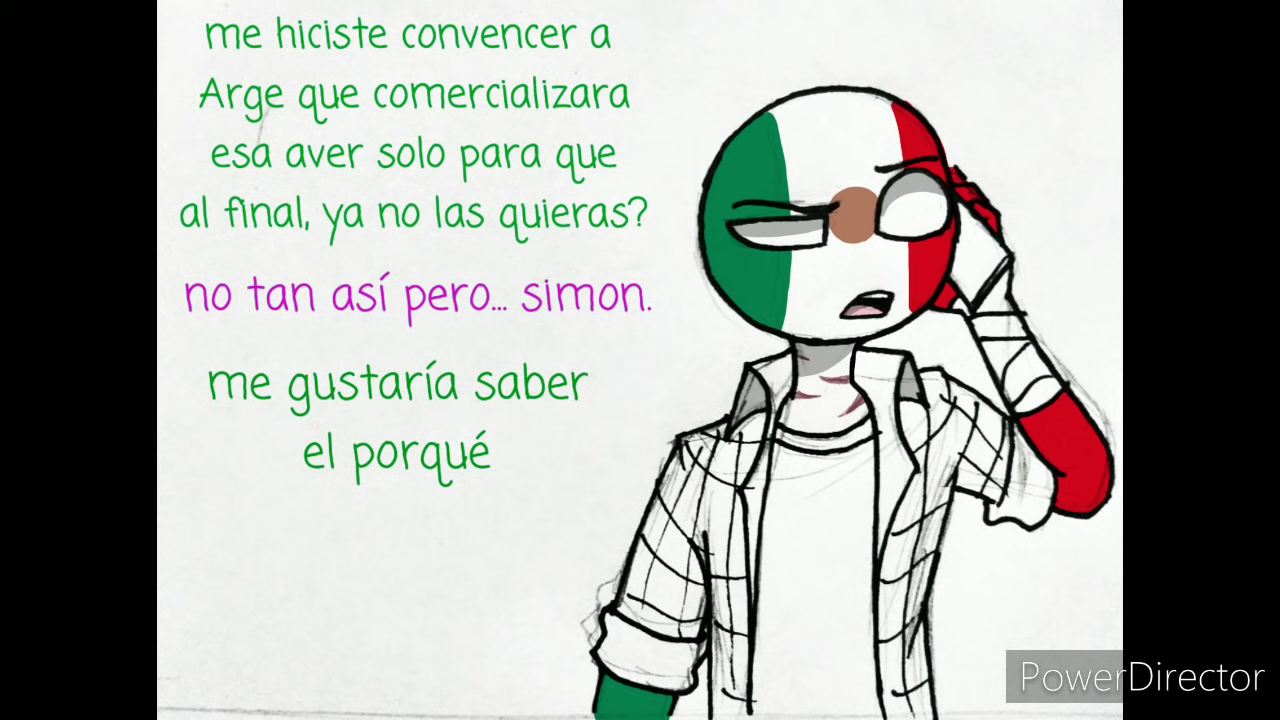 me hiciste convencer a
Arge que comercializara
esa aver solo para que
al final, ya no las quieras?
no tan así pero... simon.
me gustaría saber
el porqué
PowerDirector